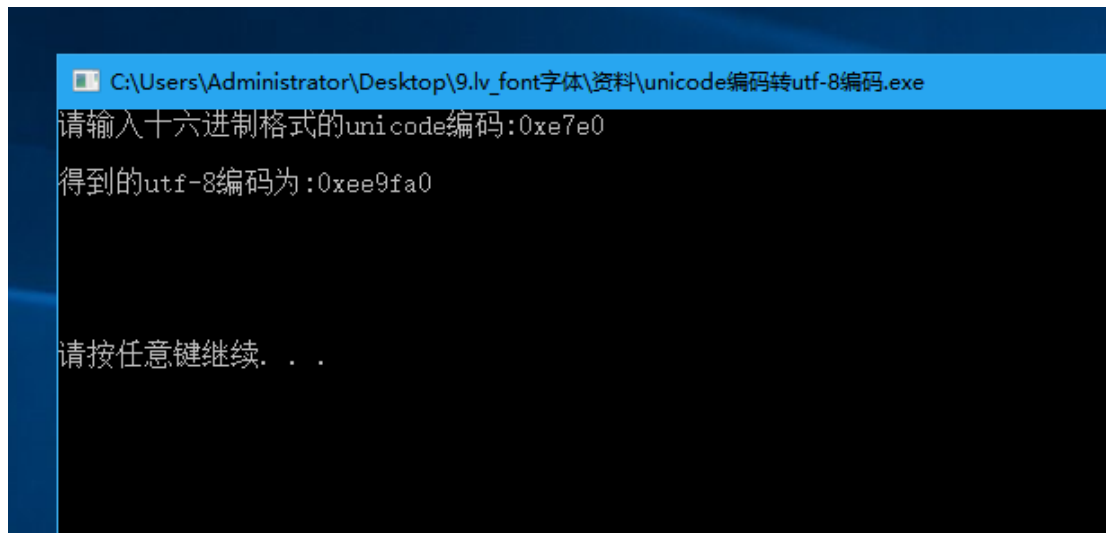 C:\Users\Administrator\Desktop\9.lv_font字体\资料\unicode编码转utf-8编码.exe
请输入十六进制格式的unicode编码:0xe7e0
得到的utf-8编码为:0xee9fa0
请按任意键继续. . .